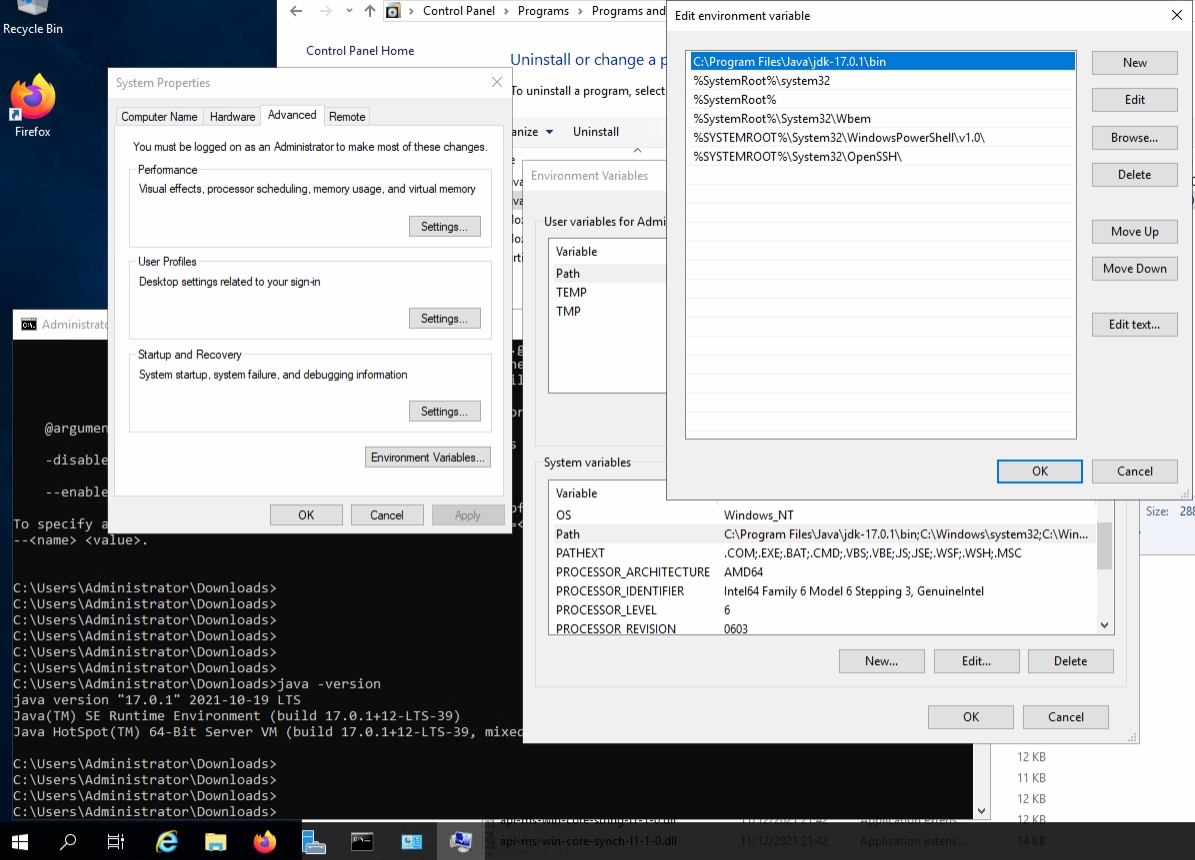 Recycle Bin
Firefox
Control Panel > Programs > Programs and
Control Panel Home
Uninstall or change a p
To uninstall a program, select
anize
Uninstall
System Properties
Computer Name
Hardware
Advanced
Remote
You must be logged on as an Administrator to make most of these changes.
Performance
Visual effects, processor scheduling, memory usage, and virtual memory
Settings...
User Profiles
Desktop settings related to your sign-in
Settings...
Startup and Recovery
System startup, system failure, and debugging information
Settings...
Environment Variables...
OK
Cancel
Apply
Edit environment variable
C:\Program Files\Java\jdk-17.0.1\bin
%SystemRoot%\system32
%SystemRoot%
%SystemRoot%\System32\Wbem
%SYSTEMROOT%\System32\WindowsPowerShell\v1.0\
%SYSTEMROOT%\System32\OpenSSH\
New
Edit
Browse...
Delete
Move Up
Move Down
Edit text...
OK
Cancel
Environment Variables
User variables for Admi
Variable
Path
TEMP
TMP
System variables
Variable
OS Windows_NT
Path C:\Program Files\Java\jdk-17.0.1\bin;C:\Windows\system32;C:\Win...
PATHEXT .COM;.EXE;.BAT;.CMD;.VBS;.VBE;.JS;.JSE;.WSF;.WSH;.MSC
PROCESSOR_ARCHITECTURE AMD64
PROCESSOR_IDENTIFIER Intel64 Family 6 Model 6 Stepping 3, GenuineIntel
PROCESSOR_LEVEL 6
PROCESSOR_REVISION 0603
New...
Edit...
Delete
OK
Cancel
Size: 288
Administrato
@argumen
-disable
--enable
To specify a
--<name> <value>.
C:\Users\Administrator\Downloads>
C:\Users\Administrator\Downloads>
C:\Users\Administrator\Downloads>
C:\Users\Administrator\Downloads>
C:\Users\Administrator\Downloads>
C:\Users\Administrator\Downloads>
C:\Users\Administrator\Downloads>java -version
java version "17.0.1" 2021-10-19 LTS
Java(TM) SE Runtime Environment (build 17.0.1+12-LTS-39)
Java HotSpot(TM) 64-Bit Server VM (build 17.0.1+12-LTS-39, mixed
C:\Users\Administrator\Downloads>
C:\Users\Administrator\Downloads>
C:\Users\Administrator\Downloads>
C:\Users\Administrator\Downloads>
12 KB
11 KB
12 KB
12 KB
api-ms-win-core-synch-l1-1-0.dll 11/12/2021 21:42 Application extens... 14 KB